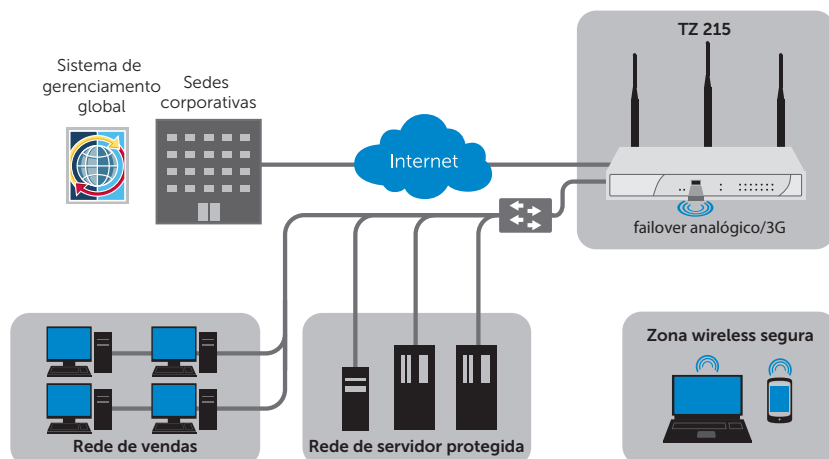 Sistema de
gerenciamento
global
Sedes
corporativas
Internet
TZ 215
failover analógico/3G
Rede de vendas
Rede de servidor protegida
Zona wireless segura